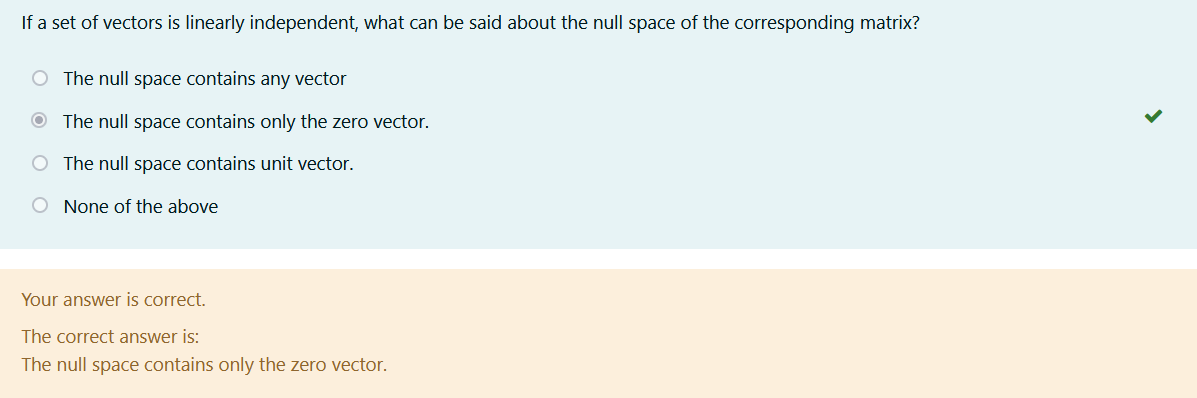 If a set of vectors is linearly independent, what can be said about the null space of the corresponding matrix?
The null space contains any vector
The null space contains only the zero vector.
The null space contains unit vector.
None of the above
Your answer is correct.
The correct answer is:
The null space contains only the zero vector.